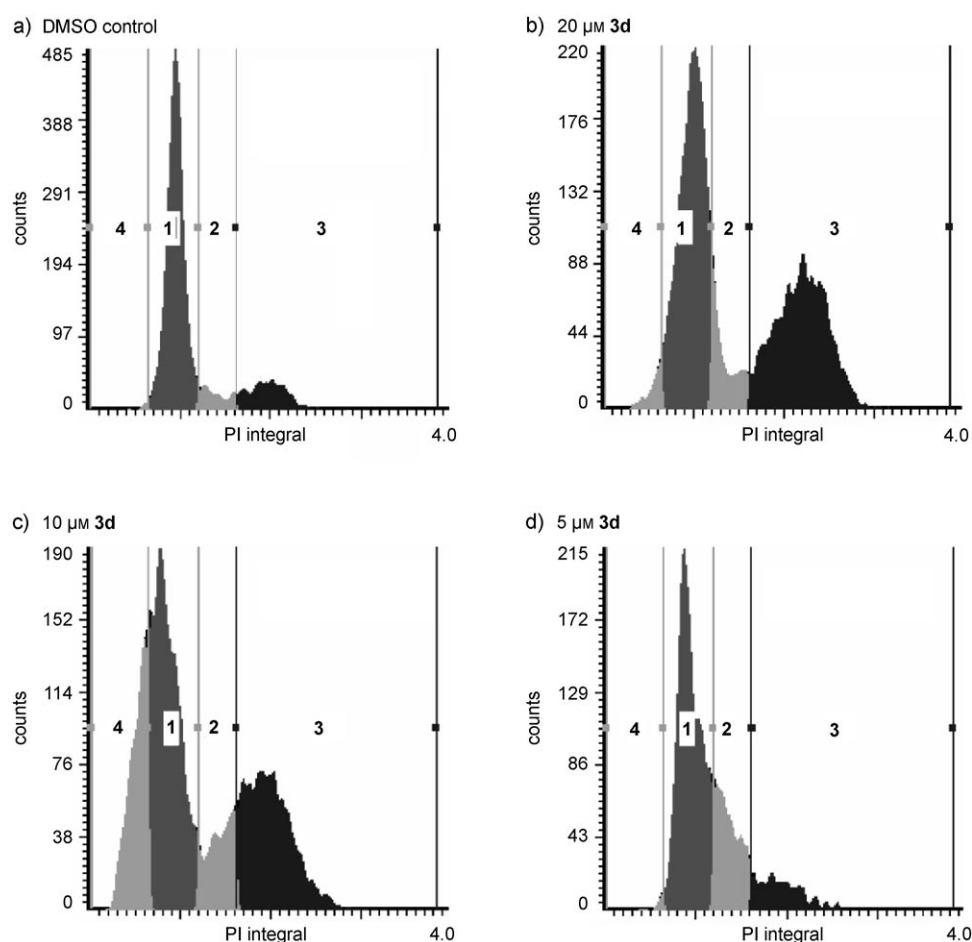 a) DMSO control
485
388
291
194
97
0
counts
4 1 2 3
PI integral
4.0
b) 20 µM 3d
220
176
132
88
44
0
counts
4 1 2 3
PI integral
4.0
c) 10 µM 3d
190
152
114
76
38
0
counts
4 1 2 3
PI integral
4.0
d) 5 µM 3d
215
172
129
86
43
0
counts
4 1 2 3
PI integral
4.0